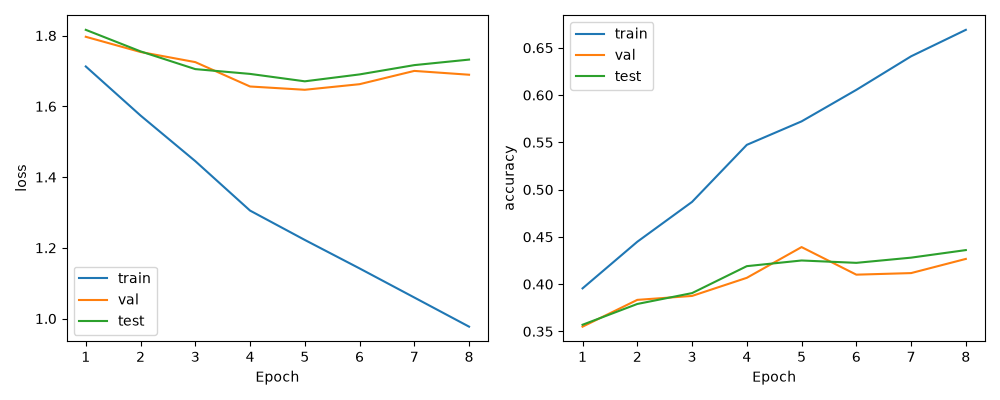 1.8
1.6
1.4
1.2
1.0
loss
train
val
test
1 2 3 4 5 6 7 8
Epoch
0.65
0.60
0.55
0.50
0.45
0.40
0.35
accuracy
train
val
test
1 2 3 4 5 6 7 8
Epoch